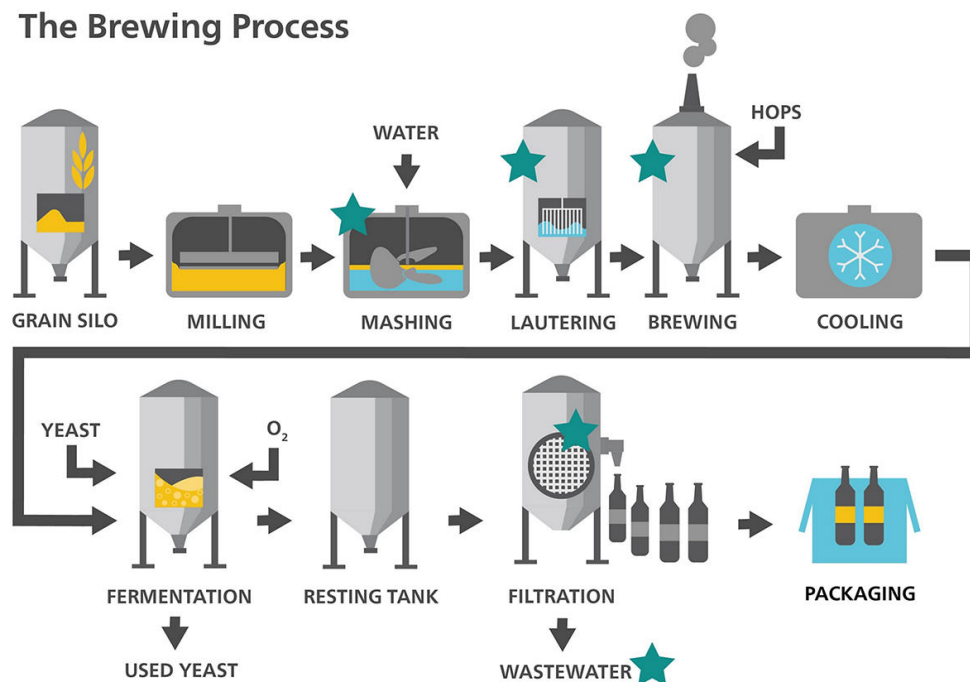 The Brewing Process
WATER
HOPS
GRAIN SILO
MILLING
MASHING
LAUTERING
BREWING
COOLING
YEAST
O₂
FERMENTATION
RESTING TANK
FILTRATION
PACKAGING
USED YEAST
WASTEWATER